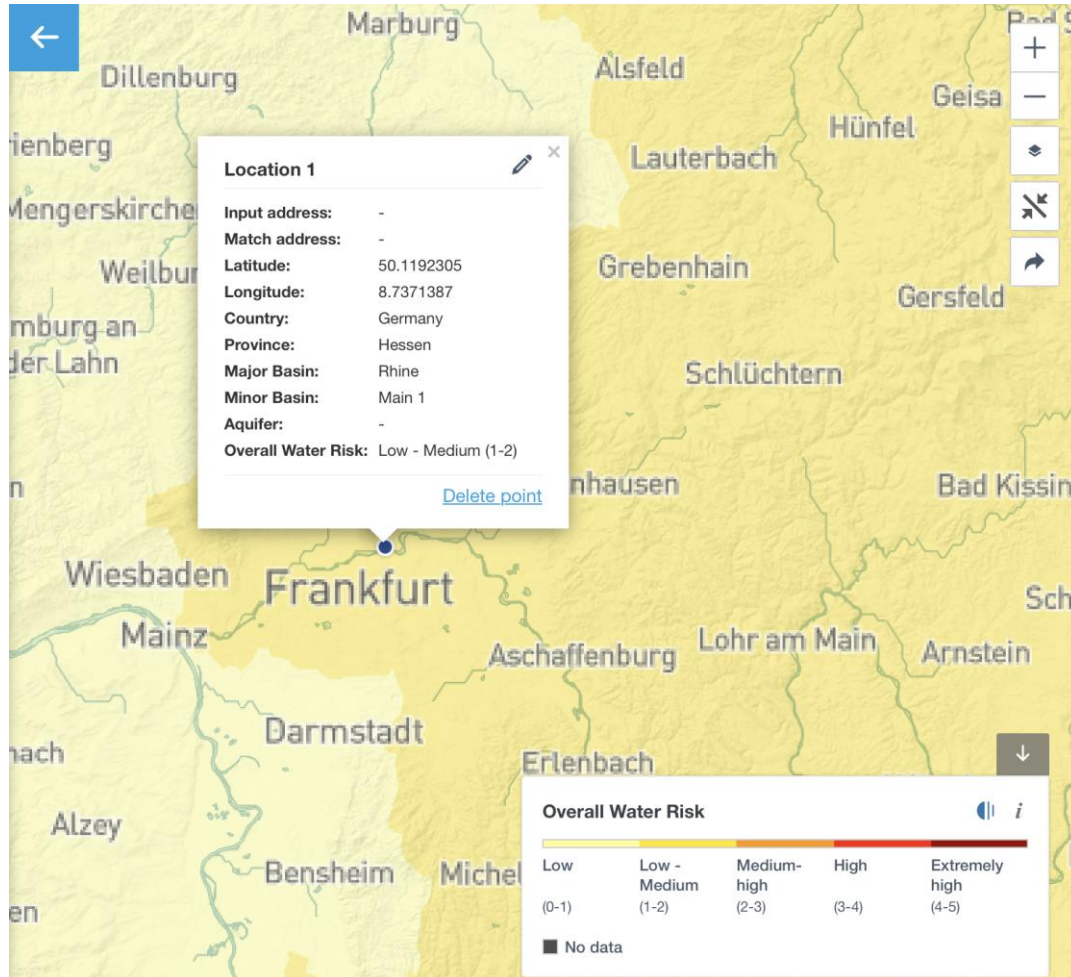 Marburg
Dillenburg
Alsfeld
Geisa
Hünfel
ienberg
Lauterbach
Location 1
Mengerskirche
Input address: -
Match address: -
Weilbur
Latitude: 50.1192305
Grebenhain
Longitude: 8.7371387
Gersfeld
Country: Germany
mburg an
der Lahn
Province: Hessen
Major Basin: Rhine
Schlüchtern
Minor Basin: Main 1
Aquifer: -
Overall Water Risk: Low - Medium (1-2)
n
Delete point
nhausen
Bad Kissin
Wiesbaden
Frankfurt
Sch
Mainz
Aschaffenburg
Lohr am Main
Arnstein
Darmstadt
nach
Erlenbach
Alzey
Overall Water Risk i
Bensheim
Michel
Low Low - Medium Medium-high High Extremely high
(0-1) (1-2) (2-3) (3-4) (4-5)
en
No data